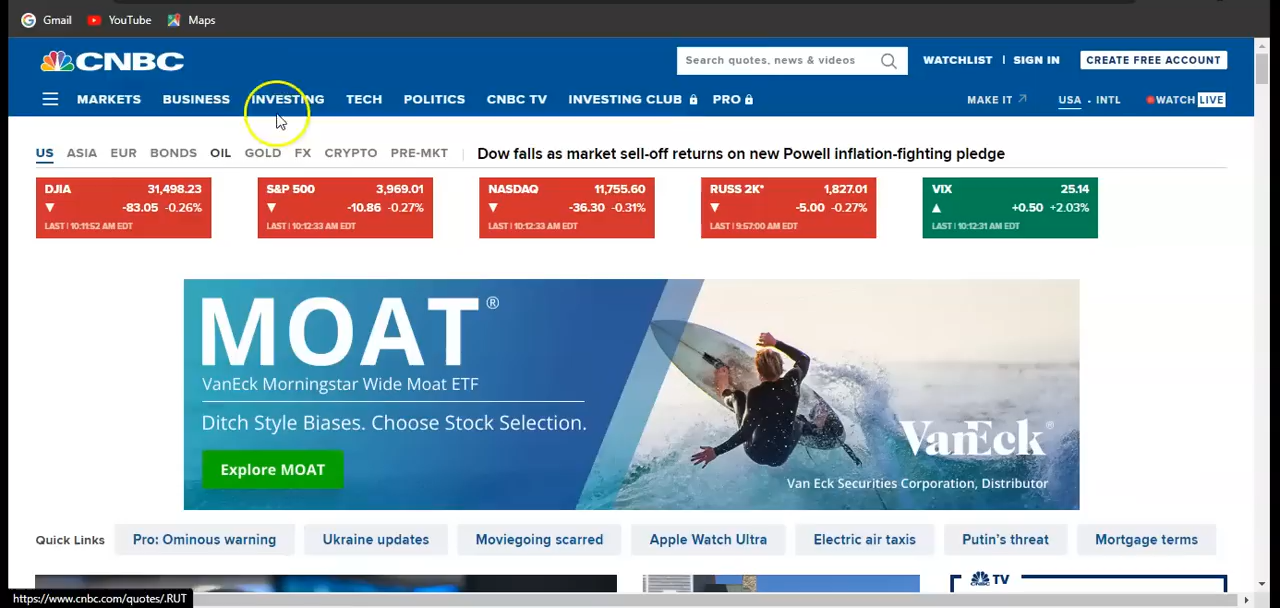 Gmail YouTube Maps
CNBC Search quotes, news & videos WATCHLIST | SIGN IN CREATE FREE ACCOUNT
MARKETS BUSINESS INVESTING TECH POLITICS CNBC TV INVESTING CLUB PRO MAKE IT USA • INTL WATCH LIVE
US ASIA EUR BONDS OIL GOLD FX CRYPTO PRE-MKT Dow falls as market sell-off returns on new Powell inflation-fighting pledge
DJIA 31,498.23
-83.05 -0.26%
LAST | 10:11:52 AM EDT
S&P 500 3,969.01
-10.86 -0.27%
LAST | 10:12:33 AM EDT
NASDAQ 11,755.60
-36.30 -0.31%
LAST | 10:12:33 AM EDT
RUSS 2K* 1,827.01
-5.00 -0.27%
LAST | 9:57:00 AM EDT
VIX 25.14
+0.50 +2.03%
LAST | 10:12:31 AM EDT
MOAT®
VanEck Morningstar Wide Moat ETF
Ditch Style Biases. Choose Stock Selection.
Explore MOAT
VanEck®
Van Eck Securities Corporation, Distributor
Quick Links Pro: Ominous warning Ukraine updates Moviegoing scarred Apple Watch Ultra Electric air taxis Putin's threat Mortgage terms
TV
https://www.cnbc.com/quotes/.RUT